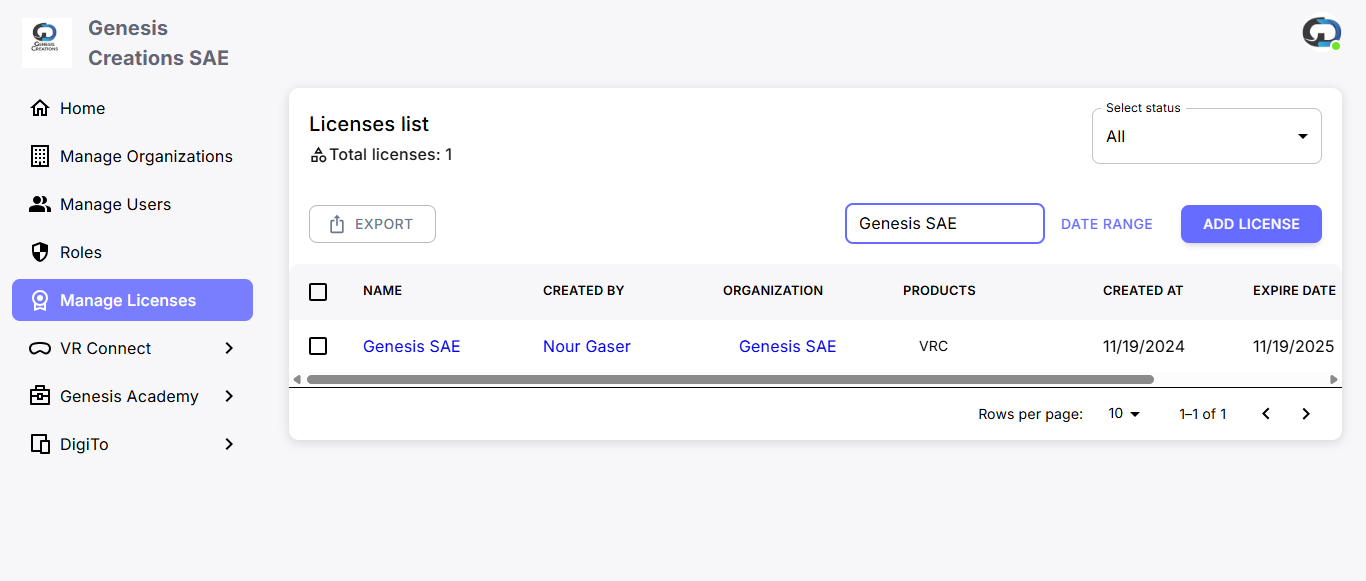 GENESIS
CREATIONS
Genesis
Creations SAE
Home
Manage Organizations
Manage Users
Roles
Manage Licenses
VR Connect
Genesis Academy
DigiTo
Licenses list
Total licenses: 1
Select status
All
EXPORT
Genesis SAE
DATE RANGE
ADD LICENSE
NAME CREATED BY ORGANIZATION PRODUCTS CREATED AT EXPIRE DATE
Genesis SAE Nour Gaser Genesis SAE VRC 11/19/2024 11/19/2025
Rows per page: 10 1–1 of 1